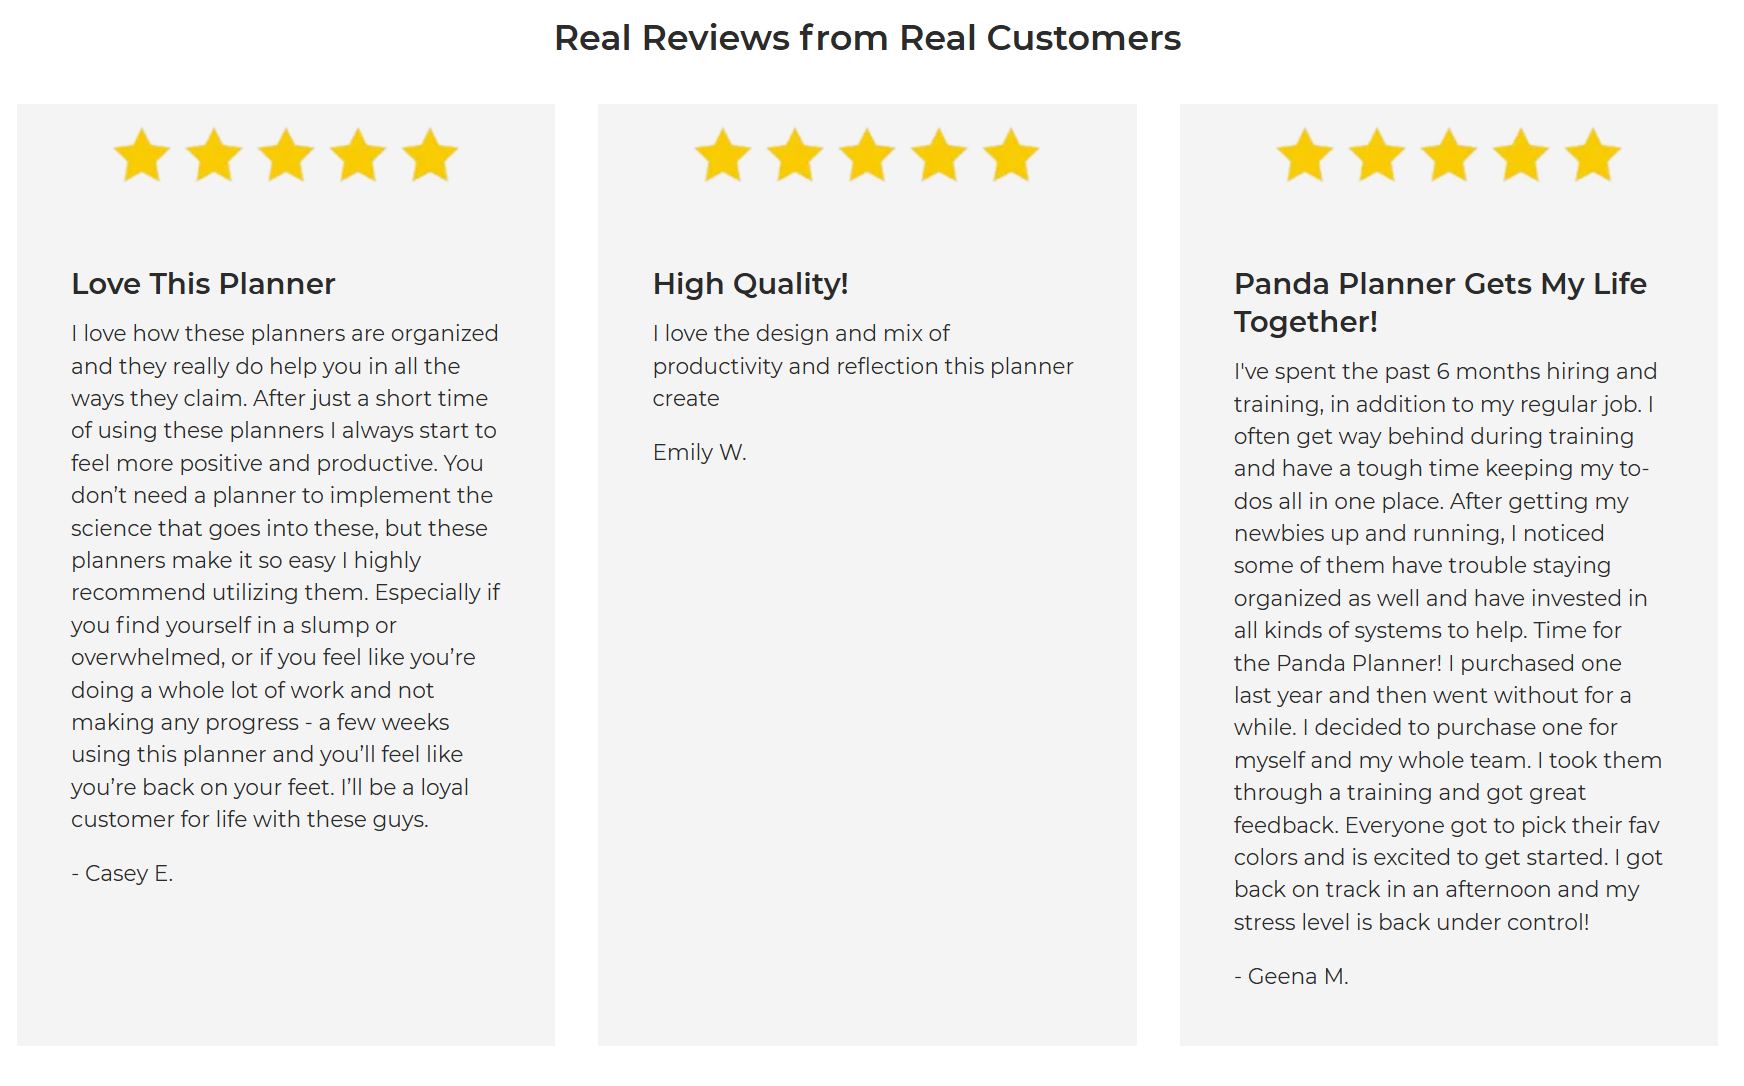 Real Reviews from Real Customers
Love This Planner
I love how these planners are organized
and they really do help you in all the
ways they claim. After just a short time
of using these planners I always start to
feel more positive and productive. You
don’t need a planner to implement the
science that goes into these, but these
planners make it so easy I highly
recommend utilizing them. Especially if
you find yourself in a slump or
overwhelmed, or if you feel like you’re
doing a whole lot of work and not
making any progress - a few weeks
using this planner and you’ll feel like
you’re back on your feet. I’ll be a loyal
customer for life with these guys.
- Casey E.
High Quality!
I love the design and mix of
productivity and reflection this planner
create
Emily W.
Panda Planner Gets My Life
Together!
I've spent the past 6 months hiring and
training, in addition to my regular job. I
often get way behind during training
and have a tough time keeping my to-
dos all in one place. After getting my
newbies up and running, I noticed
some of them have trouble staying
organized as well and have invested in
all kinds of systems to help. Time for
the Panda Planner! I purchased one
last year and then went without for a
while. I decided to purchase one for
myself and my whole team. I took them
through a training and got great
feedback. Everyone got to pick their fav
colors and is excited to get started. I got
back on track in an afternoon and my
stress level is back under control!
- Geena M.